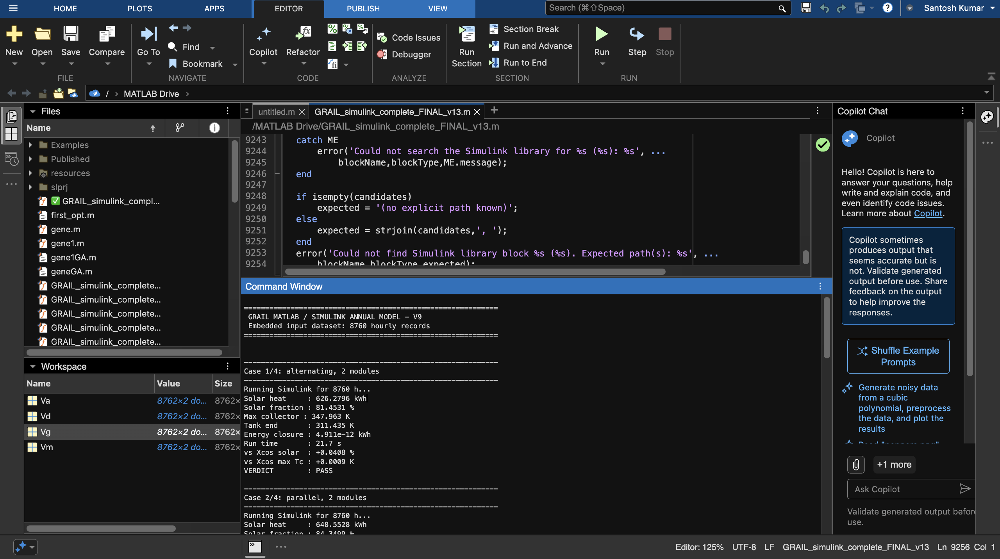 HOME PLOTS APPS EDITOR PUBLISH VIEW Search (⌘⇧Space) Santosh Kumar
New Open Save Compare
FILE
Go To Find Bookmark
NAVIGATE
Copilot Refactor
CODE
Code Issues
Debugger
ANALYZE
Run Section
Section Break
Run and Advance
Run to End
SECTION
Run Step Stop
RUN
/ › MATLAB Drive ›
Files
Name
Examples
Published
resources
slprj
✅ GRAIL_simulink_compl...
first_opt.m
gene.m
gene1.m
gene1GA.m
geneGA.m
GRAIL_simulink_complete...
GRAIL_simulink_complete...
GRAIL_simulink_complete...
GRAIL_simulink_complete...
GRAIL_simulink_complete...
Workspace
Name Value Size
Va 8762×2 do... 8762×
Vd 8762×2 do... 8762×
Vg 8762×2 do... 8762×
Vm 8762×2 do... 8762×
untitled.m × GRAIL_simulink_complete_FINAL_v13.m × +
/MATLAB Drive/GRAIL_simulink_complete_FINAL_v13.m
9243 catch ME
9244 error('Could not search the Simulink library for %s (%s): %s', ...
9245 blockName,blockType,ME.message);
9246 end
9247
9248 if isempty(candidates)
9249 expected = '(no explicit path known)';
9250 else
9251 expected = strjoin(candidates,', ');
9252 end
9253 error('Could not find Simulink library block %s (%s). Expected path(s): %s', ...
9254 blockName,blockType,expected);
Command Window
============================================================
GRAIL MATLAB / SIMULINK ANNUAL MODEL – V9
Embedded input dataset: 8760 hourly records
============================================================
------------------------------------------------------------
Case 1/4: alternating, 2 modules
------------------------------------------------------------
Running Simulink for 8760 h...
Solar heat : 626.2796 kWh
Solar fraction : 81.4531 %
Max collector : 347.963 K
Tank end : 311.435 K
Energy closure : 4.911e-12 kWh
Run time : 21.7 s
vs Xcos solar : +0.0408 %
vs Xcos max Tc : +0.0009 K
VERDICT : PASS
------------------------------------------------------------
Case 2/4: parallel, 2 modules
------------------------------------------------------------
Running Simulink for 8760 h...
Solar heat : 648.5528 kWh
Solar fraction : 84.3499 %
Copilot Chat
Copilot
Hello! Copilot is here to
answer your questions, help
write and explain code, and
even identify code issues.
Learn more about Copilot.
Copilot sometimes
produces output that
seems accurate but is
not. Validate generated
output before use. Share
feedback on the output
to help improve the
responses.
Shuffle Example
Prompts
Generate noisy data
from a cubic
polynomial, preprocess
the data, and plot the
results
Read "peppers.png"
+1 more
Ask Copilot
Validate generated output before
use.
Editor: 125% UTF-8 LF GRAIL_simulink_complete_FINAL_v13 Ln 9256 Col 1